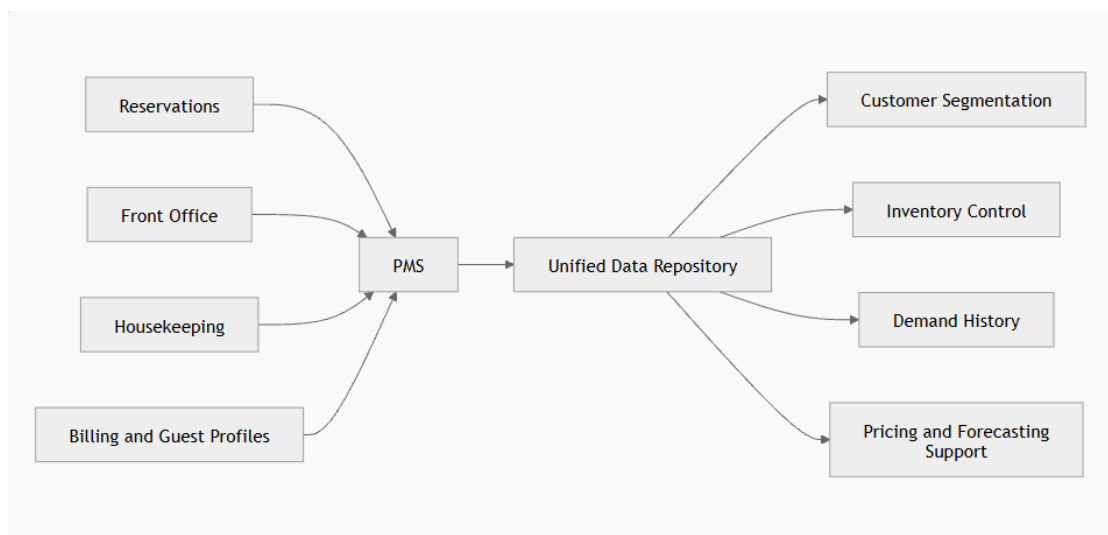 Reservations
Front Office
Housekeeping
Billing and Guest Profiles
PMS
Unified Data Repository
Customer Segmentation
Inventory Control
Demand History
Pricing and Forecasting
Support